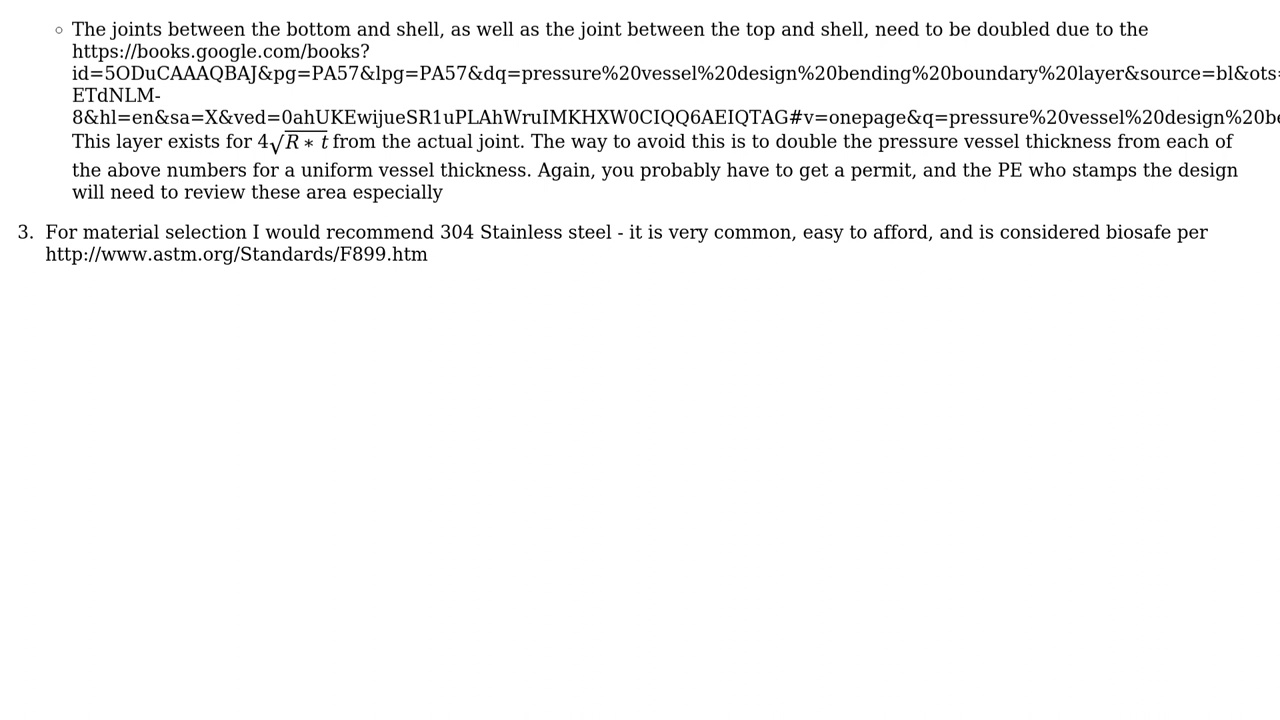 ◦ The joints between the bottom and shell, as well as the joint between the top and shell, need to be doubled due to the
https://books.google.com/books?
id=5ODuCAAAQBAJ&pg=PA57&lpg=PA57&dq=pressure%20vessel%20design%20bending%20boundary%20layer&source=bl&ots=
ETdNLM-
8&hl=en&sa=X&ved=0ahUKEwijueSR1uPLAhWruIMKHXW0CIQQ6AEIQTAG#v=onepage&q=pressure%20vessel%20design%20be
This layer exists for 4√R ∗ t from the actual joint. The way to avoid this is to double the pressure vessel thickness from each of
the above numbers for a uniform vessel thickness. Again, you probably have to get a permit, and the PE who stamps the design
will need to review these area especially
3. For material selection I would recommend 304 Stainless steel - it is very common, easy to afford, and is considered biosafe per
http://www.astm.org/Standards/F899.htm